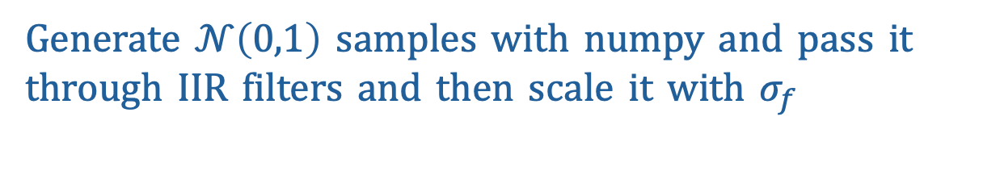 Generate 𝒩(0,1) samples with numpy and pass it
through IIR filters and then scale it with σ_f